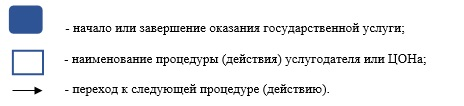 - начало или завершение оказания государственной услуги;
- наименование процедуры (действия) услугодателя или ЦОНа;
- переход к следующей процедуре (действию).